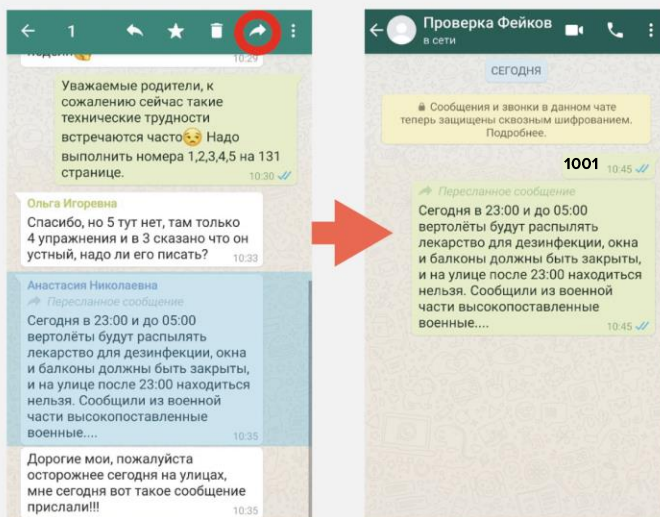 1
10:29
Уважаемые родители, к
сожалению сейчас такие
технические трудности
встречаются часто😒 Надо
выполнить номера 1,2,3,4,5 на 131
странице.
10:30
Ольга Игоревна
Спасибо, но 5 тут нет, там только
4 упражнения и в 3 сказано что он
устный, надо ли его писать?
10:33
Анастасия Николаевна
Пересланное сообщение
Сегодня в 23:00 и до 05:00
вертолёты будут распылять
лекарство для дезинфекции, окна
и балконы должны быть закрыты,
и на улице после 23:00 находиться
нельзя. Сообщили из военной
части высокопоставленные
военные....
10:35
Дорогие мои, пожалуйста
осторожнее сегодня на улицах,
мне сегодня вот такое сообщение
прислали!!!
10:35
Проверка Фейков
в сети
СЕГОДНЯ
Сообщения и звонки в данном чате
теперь защищены сквозным шифрованием.
Подробнее.
1001
10:45
Пересланное сообщение
Сегодня в 23:00 и до 05:00
вертолёты будут распылять
лекарство для дезинфекции, окна
и балконы должны быть закрыты,
и на улице после 23:00 находиться
нельзя. Сообщили из военной
части высокопоставленные
военные....
10:45